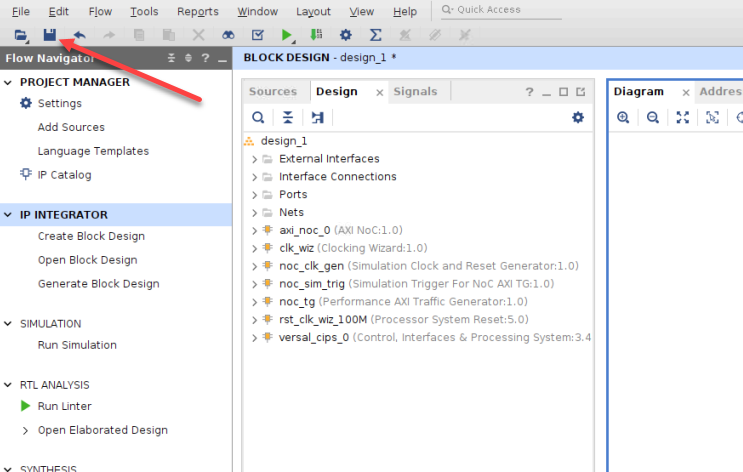 File Edit Flow Tools Reports Window Layout View Help Quick Access
Flow Navigator
PROJECT MANAGER
Settings
Add Sources
Language Templates
IP Catalog
IP INTEGRATOR
Create Block Design
Open Block Design
Generate Block Design
SIMULATION
Run Simulation
RTL ANALYSIS
Run Linter
Open Elaborated Design
SYNTHESIS
BLOCK DESIGN - design_1 *
Sources Design Signals
design_1
External Interfaces
Interface Connections
Ports
Nets
axi_noc_0 (AXI NoC:1.0)
clk_wiz (Clocking Wizard:1.0)
noc_clk_gen (Simulation Clock and Reset Generator:1.0)
noc_sim_trig (Simulation Trigger For NoC AXI TG:1.0)
noc_tg (Performance AXI Traffic Generator:1.0)
rst_clk_wiz_100M (Processor System Reset:5.0)
versal_cips_0 (Control, Interfaces & Processing System:3.4
Diagram Addres